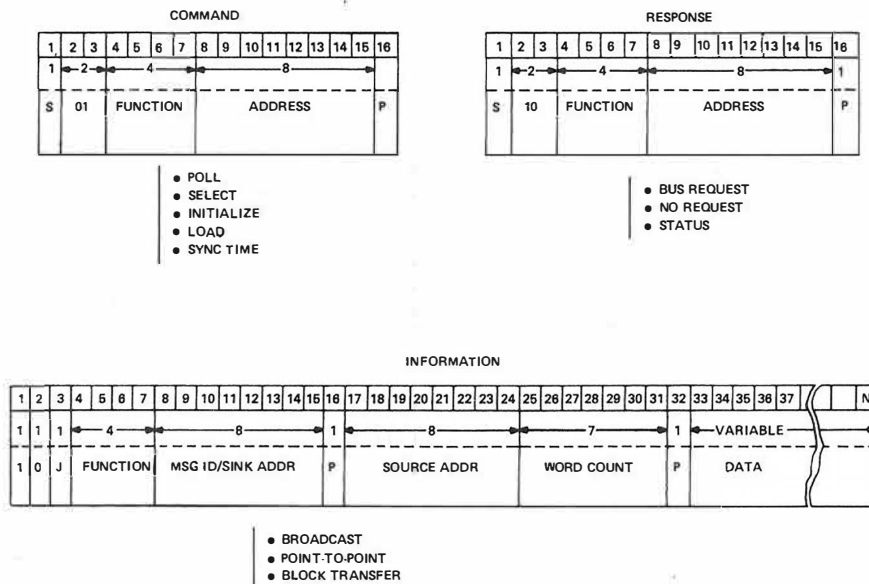 COMMAND
1 2 3 4 5 6 7 8 9 10 11 12 13 14 15 16
1 2 4 8
S 01 FUNCTION ADDRESS P
• POLL
• SELECT
• INITIALIZE
• LOAD
• SYNC TIME
RESPONSE
1 2 3 4 5 6 7 8 9 10 11 12 13 14 15 16
1 2 4 8 1
S 10 FUNCTION ADDRESS P
• BUS REQUEST
• NO REQUEST
• STATUS
INFORMATION
1 2 3 4 5 6 7 8 9 10 11 12 13 14 15 16 17 18 19 20 21 22 23 24 25 26 27 28 29 30 31 32 33 34 35 36 37 N
1 1 1 4 8 1 8 7 1 VARIABLE
1 0 J FUNCTION MSG ID/SINK ADDR P SOURCE ADDR WORD COUNT P DATA
• BROADCAST
• POINT-TO-POINT
• BLOCK TRANSFER